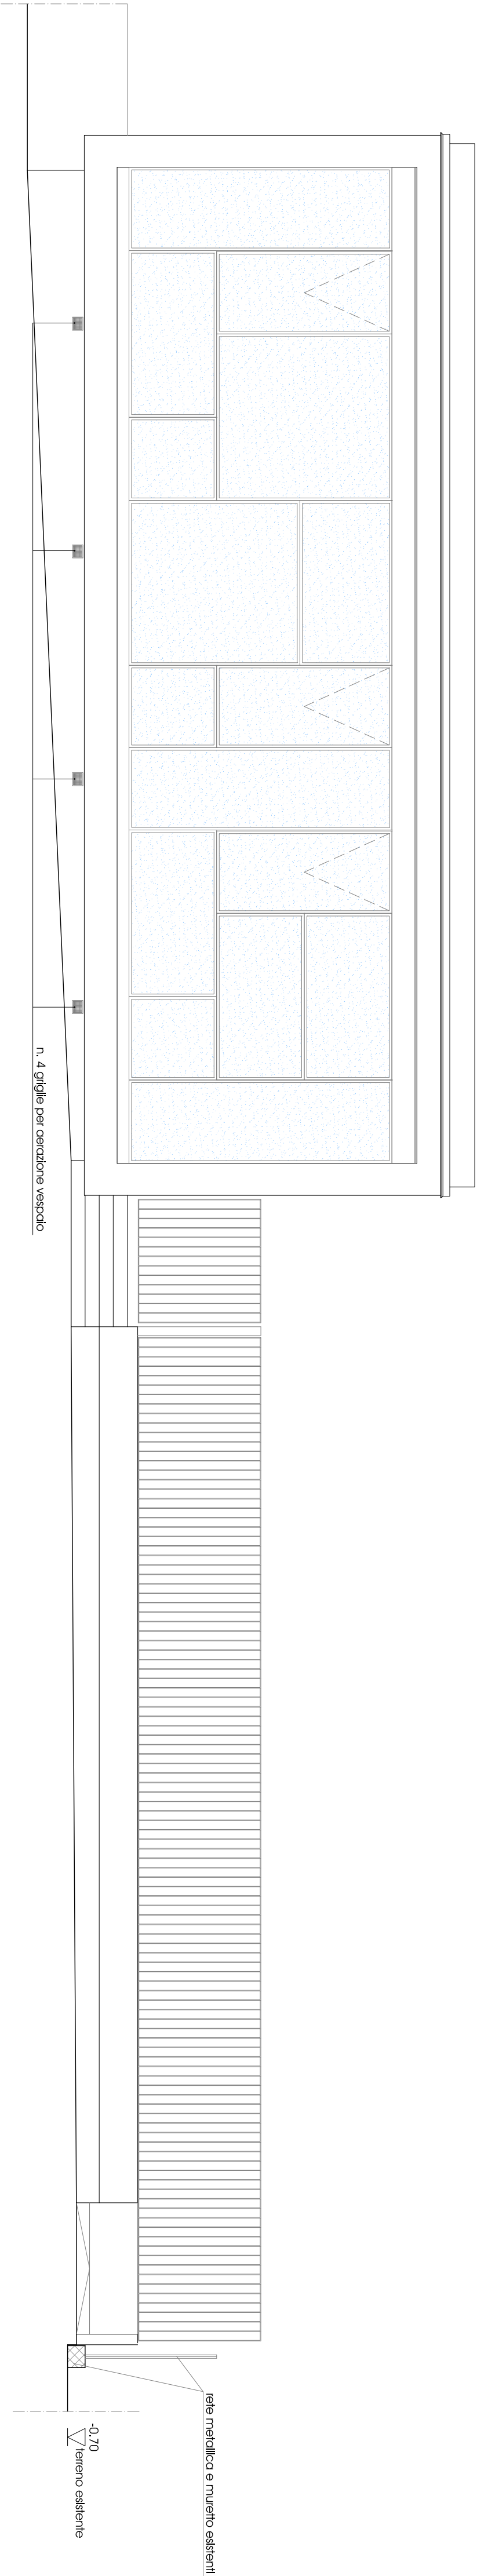 n. 4 griglie per aerazione vespaio
rete metallica e muretto esistenti
-0.70
terreno esistente